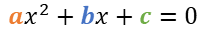 ax² + bx + c = 0